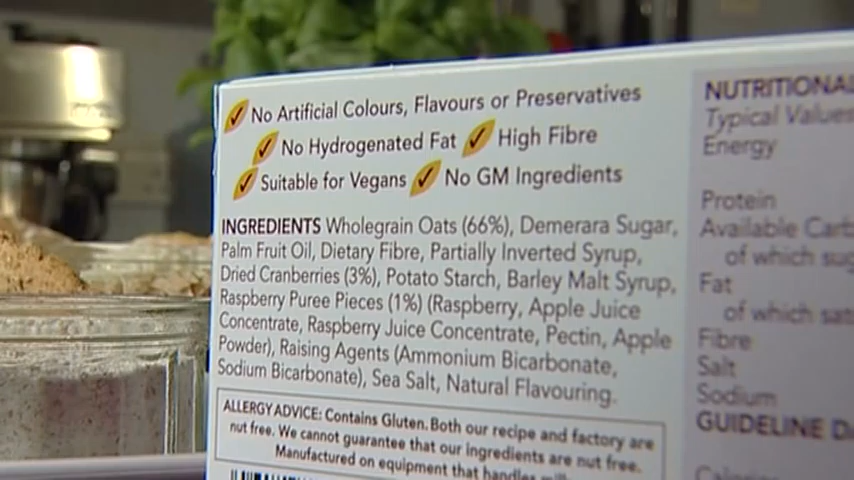 No Artificial Colours, Flavours or Preservatives
No Hydrogenated Fat High Fibre
Suitable for Vegans No GM Ingredients
INGREDIENTS Wholegrain Oats (66%), Demerara Sugar,
Palm Fruit Oil, Dietary Fibre, Partially Inverted Syrup,
Dried Cranberries (3%), Potato Starch, Barley Malt Syrup,
Raspberry Puree Pieces (1%) (Raspberry, Apple Juice
Concentrate, Raspberry Juice Concentrate, Pectin, Apple
Powder), Raising Agents (Ammonium Bicarbonate,
Sodium Bicarbonate), Sea Salt, Natural Flavouring.
ALLERGY ADVICE: Contains Gluten. Both our recipe and factory are
nut free. We cannot guarantee that our ingredients are nut free.
Manufactured on equipment that handles
NUTRITIONAL
Typical Values
Energy
Protein
Available Carb
of which sug
Fat
of which sat
Fibre
Salt
Sodium
GUIDELINE